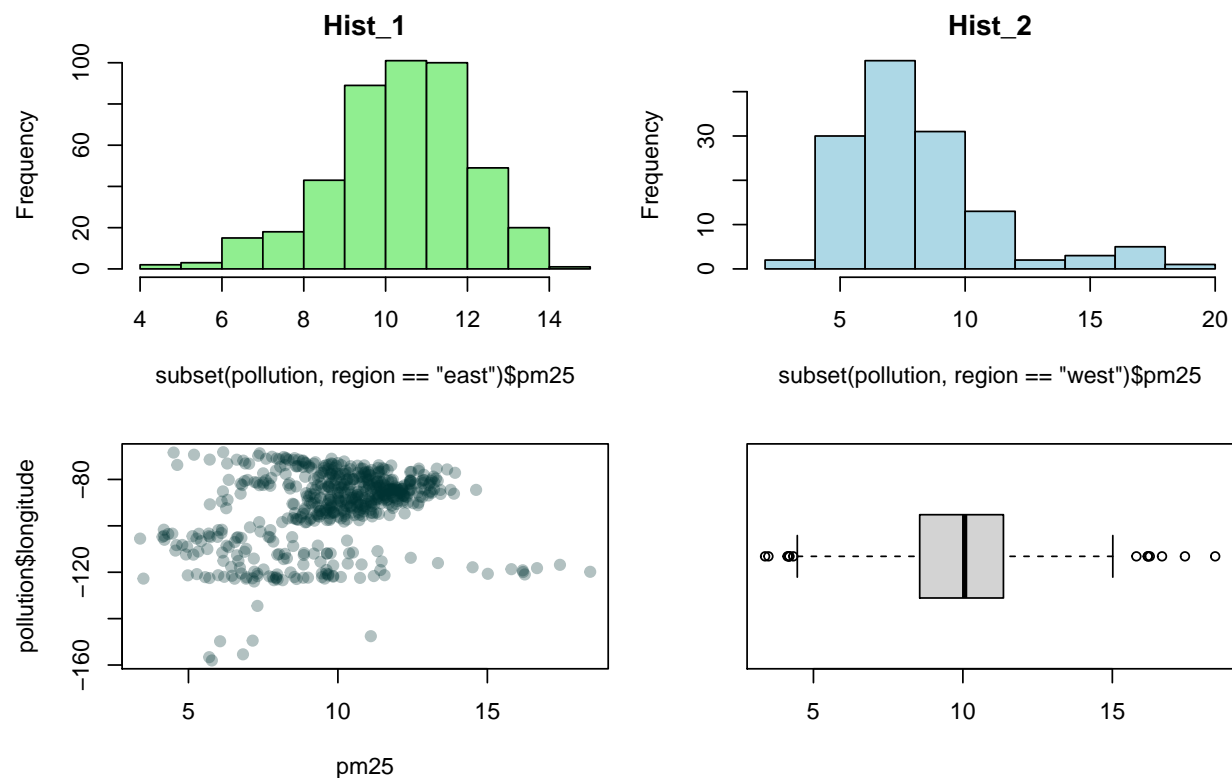 Hist_1
Frequency
0 20 60 100
4 6 8 10 12 14
subset(pollution, region == "east")$pm25
Hist_2
Frequency
0 10 30
5 10 15 20
subset(pollution, region == "west")$pm25
pollution$longitude
−160 −120 −80
5 10 15
pm25
5 10 15